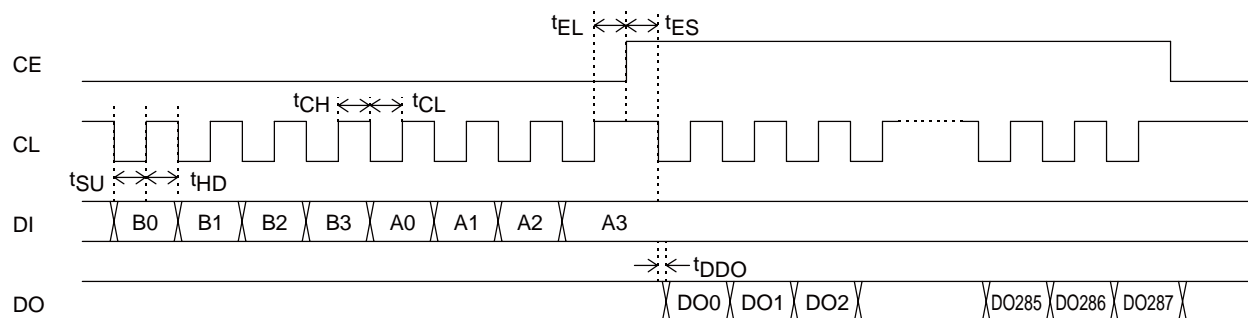 tEL tES
CE
tCH tCL
CL
tSU tHD
DI B0 B1 B2 B3 A0 A1 A2 A3
tDDO
DO DO0 DO1 DO2 DO285 DO286 DO287